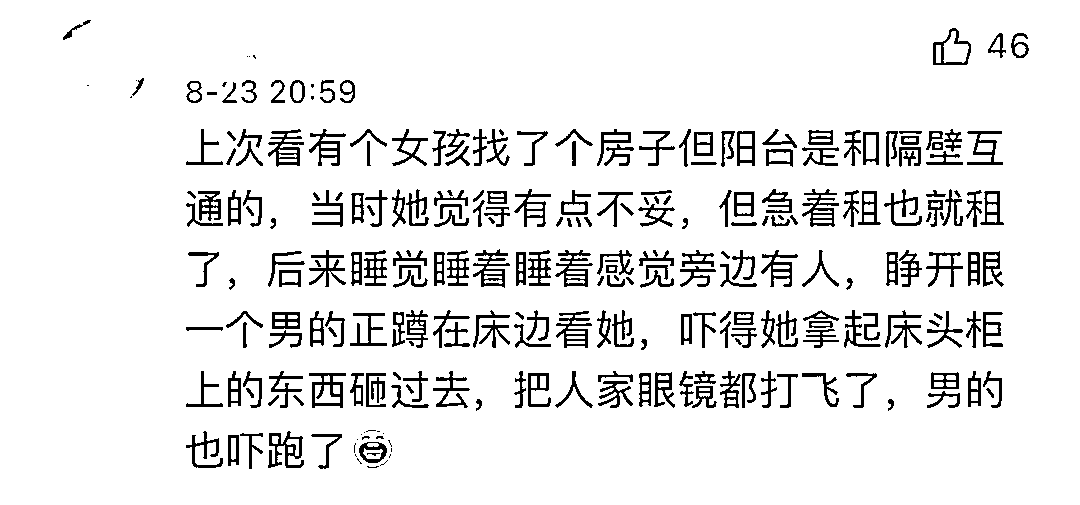 46
8-23 20:59
上次看有个女孩找了个房子但阳台是和隔壁互
通的，当时她觉得有点不妥，但急着租也就租
了，后来睡觉睡着睡着感觉旁边有人，睁开眼
一个男的正蹲在床边看她，吓得她拿起床头柜
上的东西砸过去，把人家眼镜都打飞了，男的
也吓跑了😂